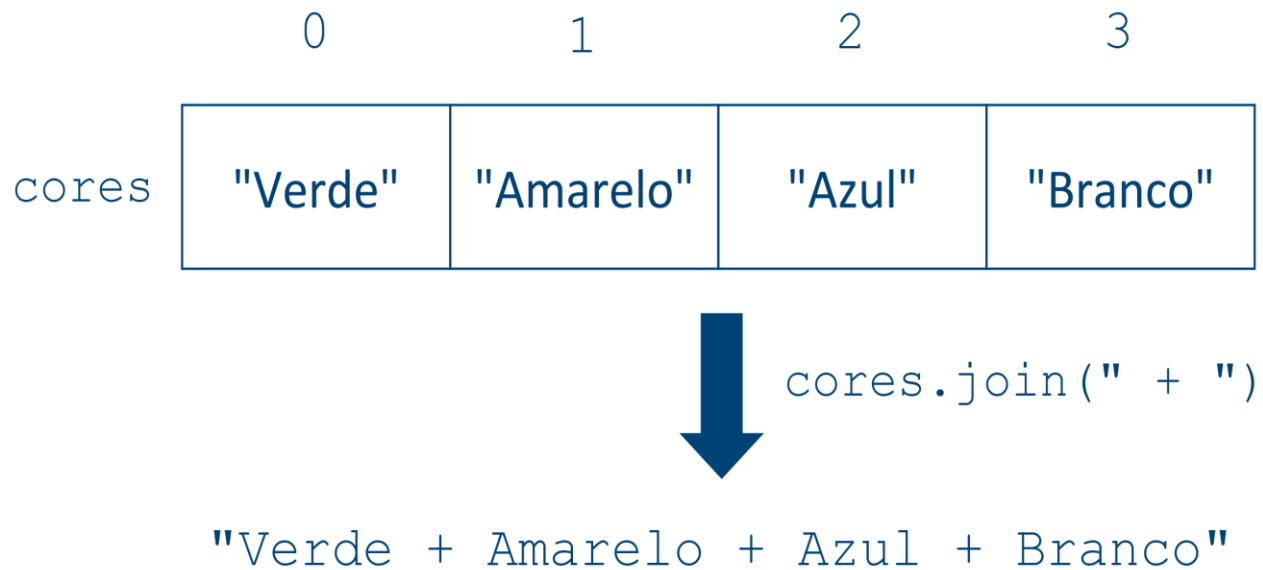 0 1 2 3
cores "Verde" "Amarelo" "Azul" "Branco"
cores.join(" + ")
"Verde + Amarelo + Azul + Branco"